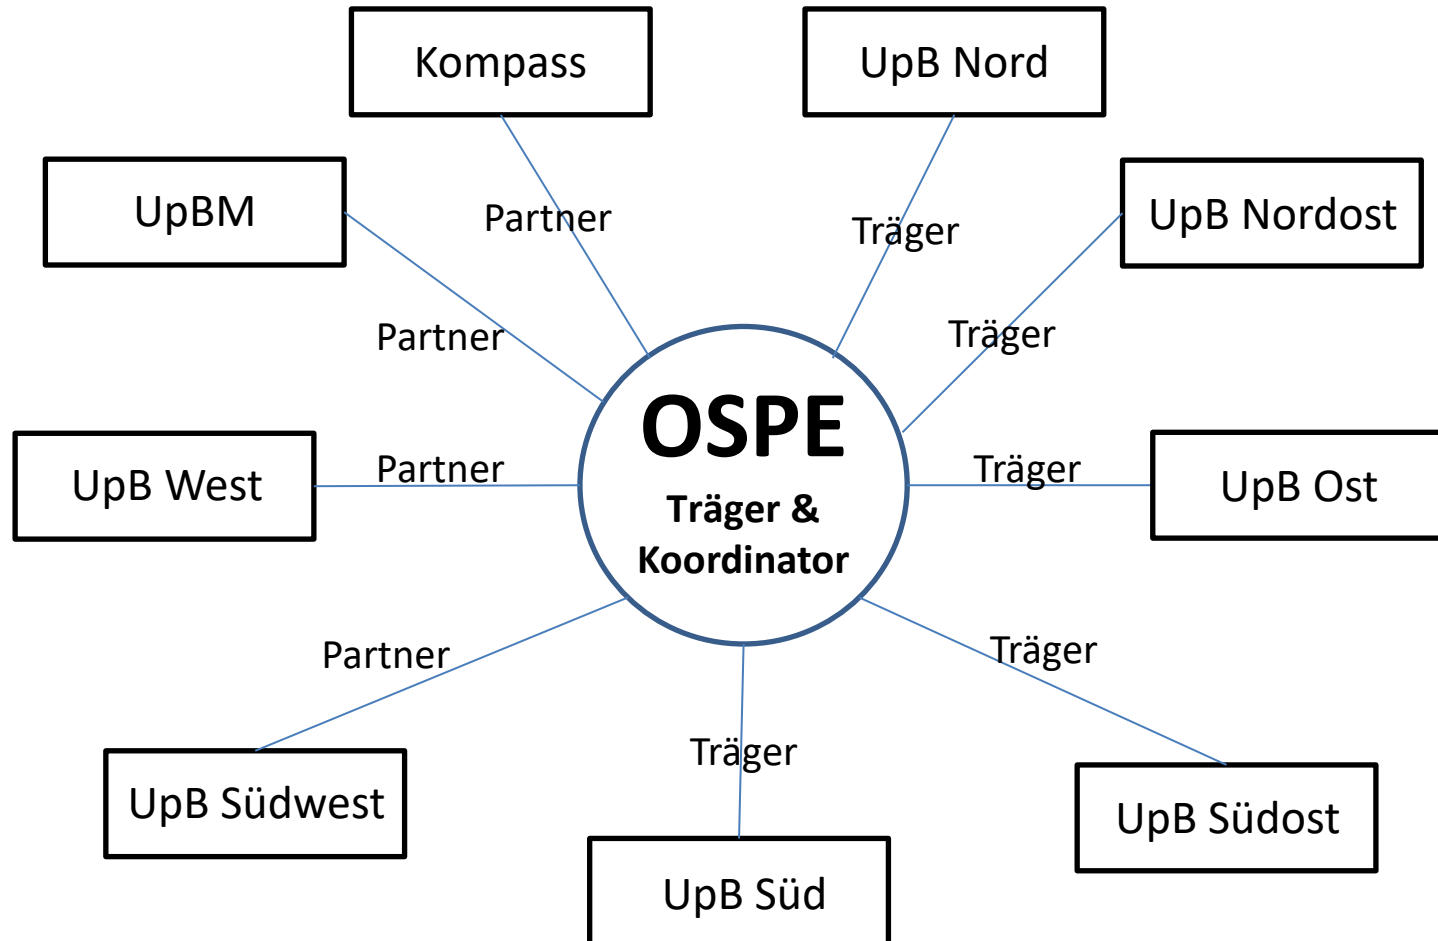 Kompass
UpB Nord
UpBM
UpB Nordost
Partner
Träger
Partner
Träger
OSPE
Träger &
Koordinator
UpB West
Partner
Träger
UpB Ost
Partner
Träger
UpB Südwest
Träger
UpB Südost
UpB Süd